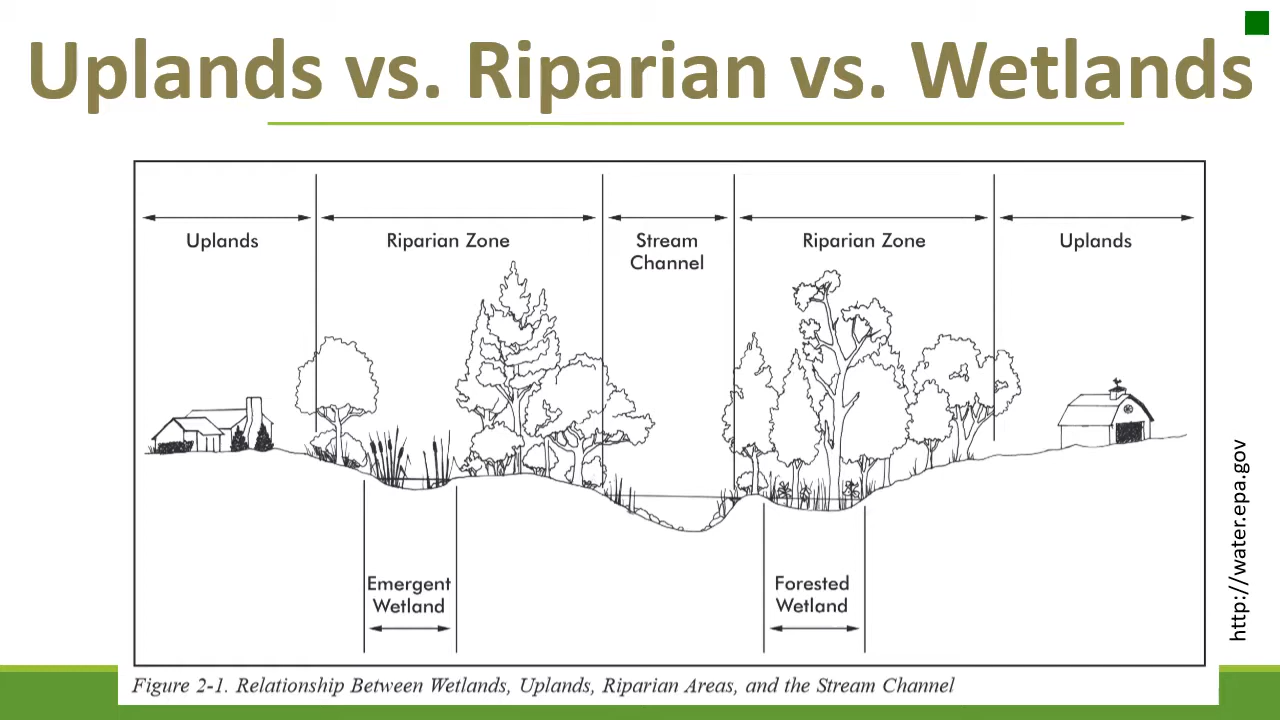 Uplands vs. Riparian vs. Wetlands
Uplands
Riparian Zone
Stream
Channel
Riparian Zone
Uplands
Emergent
Wetland
Forested
Wetland
http://water.epa.gov
Figure 2-1. Relationship Between Wetlands, Uplands, Riparian Areas, and the Stream Channel